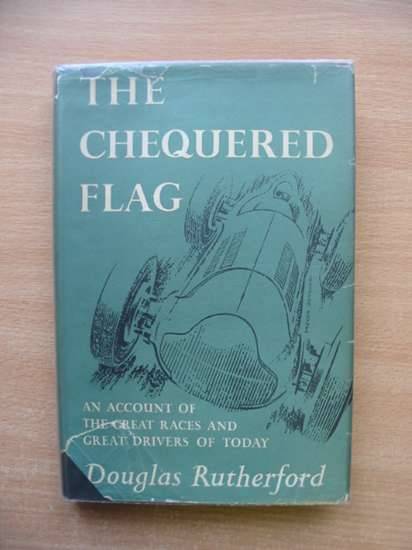 THE
CHEQUERED
FLAG
AN ACCOUNT OF
THE GREAT RACES AND
GREAT DRIVERS OF TODAY
Douglas Rutherford